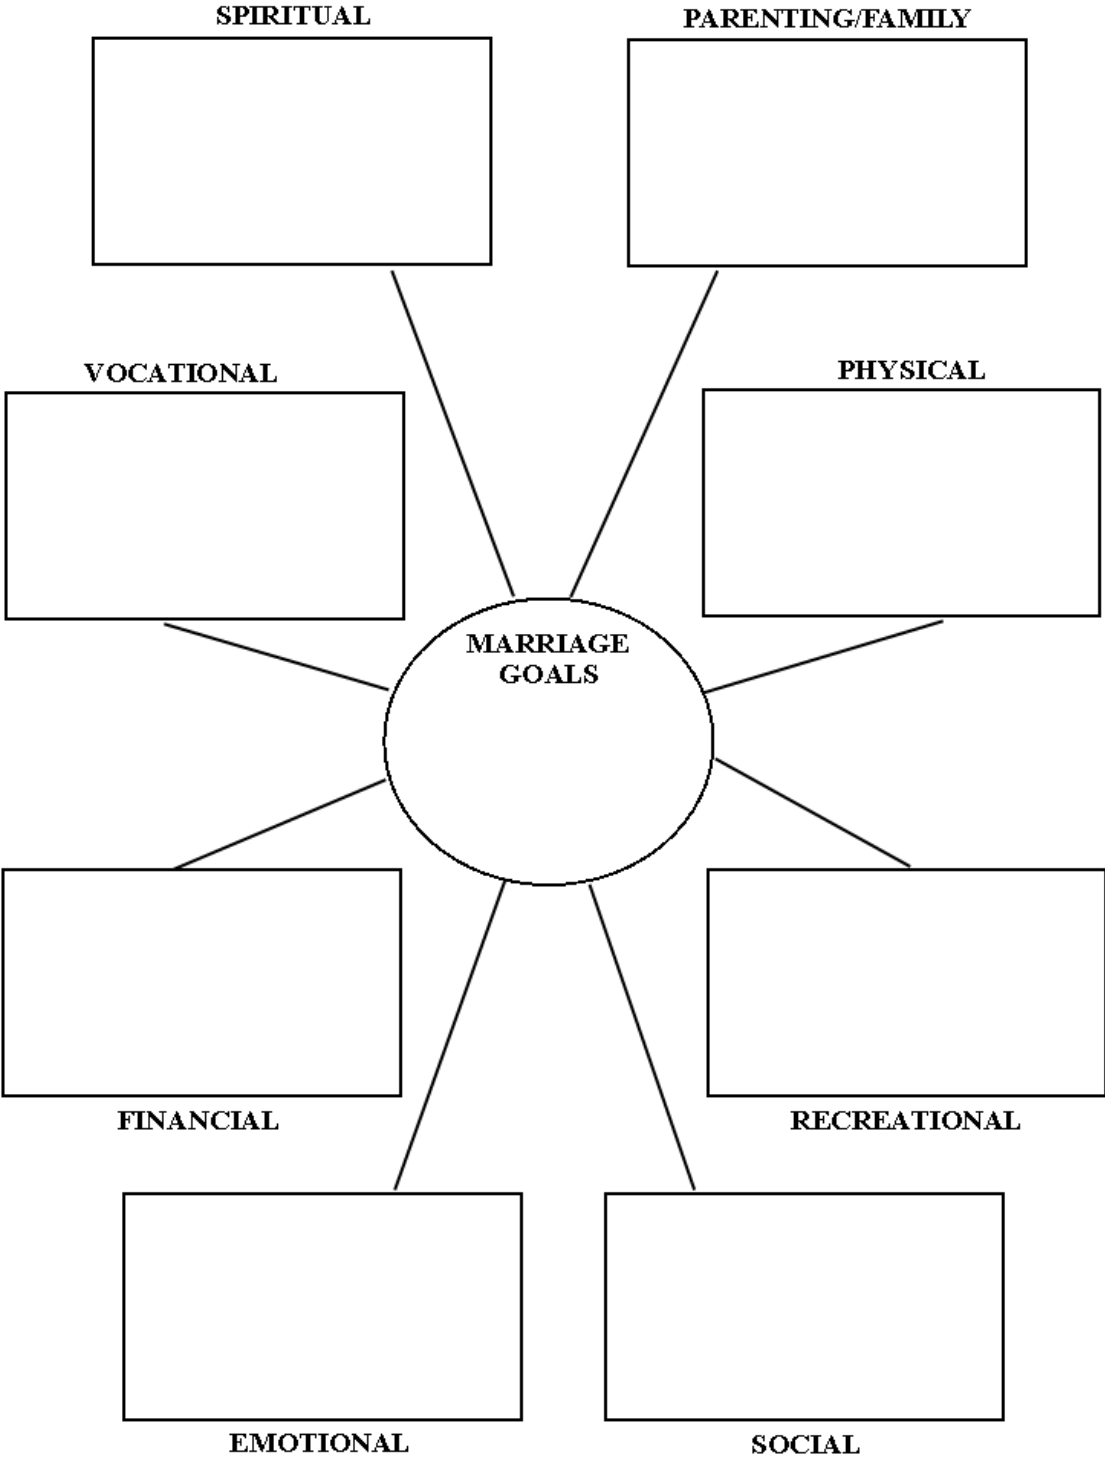 SPIRITUAL
PARENTING/FAMILY
VOCATIONAL
PHYSICAL
MARRIAGE
GOALS
FINANCIAL
RECREATIONAL
EMOTIONAL
SOCIAL